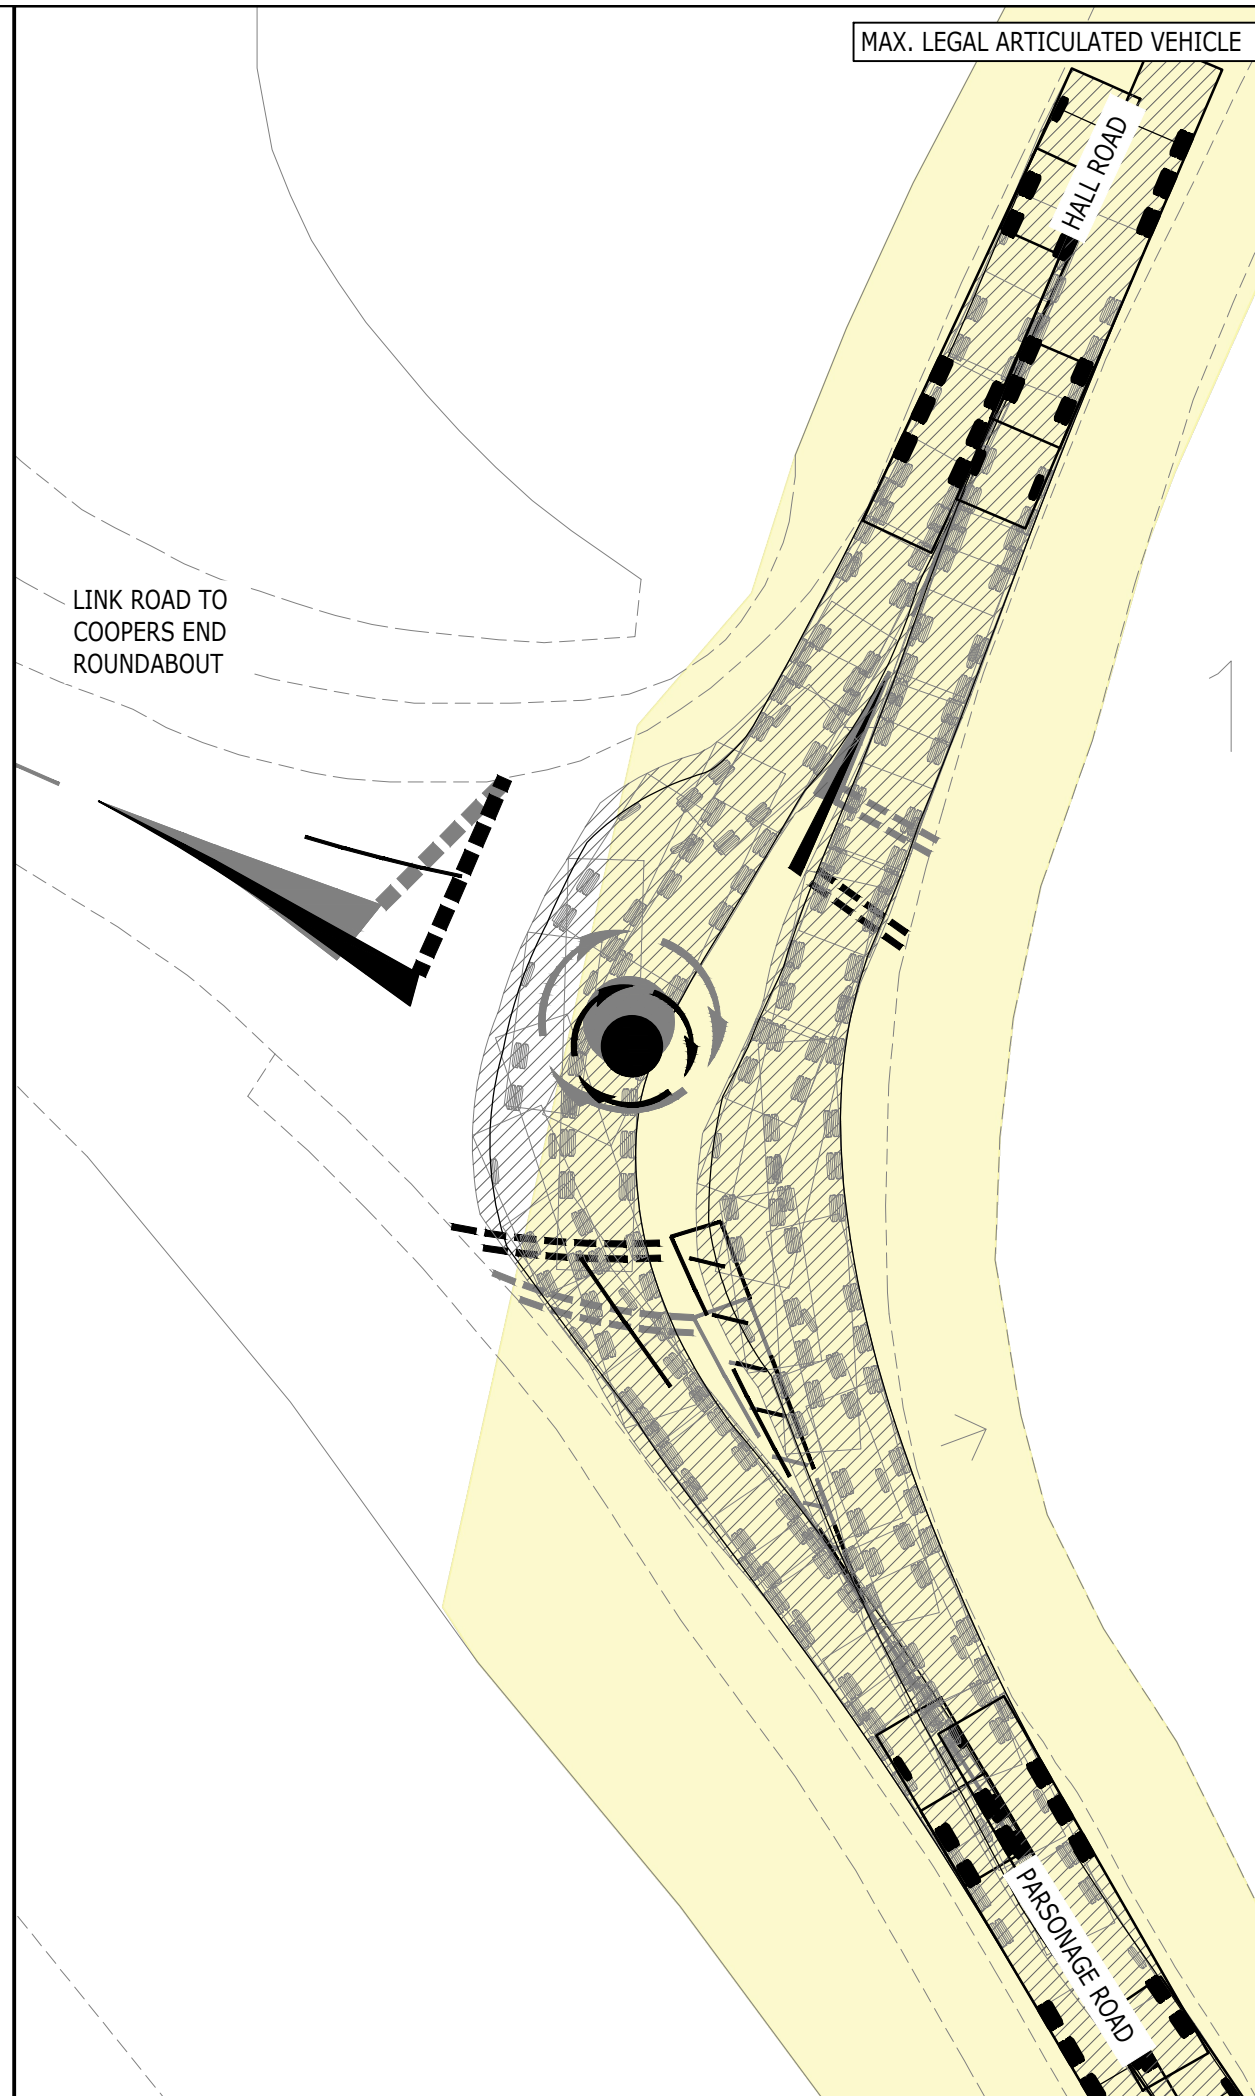 MAX. LEGAL ARTICULATED VEHICLE
HALL ROAD
LINK ROAD TO
COOPERS END
ROUNDABOUT
PARSONAGE ROAD